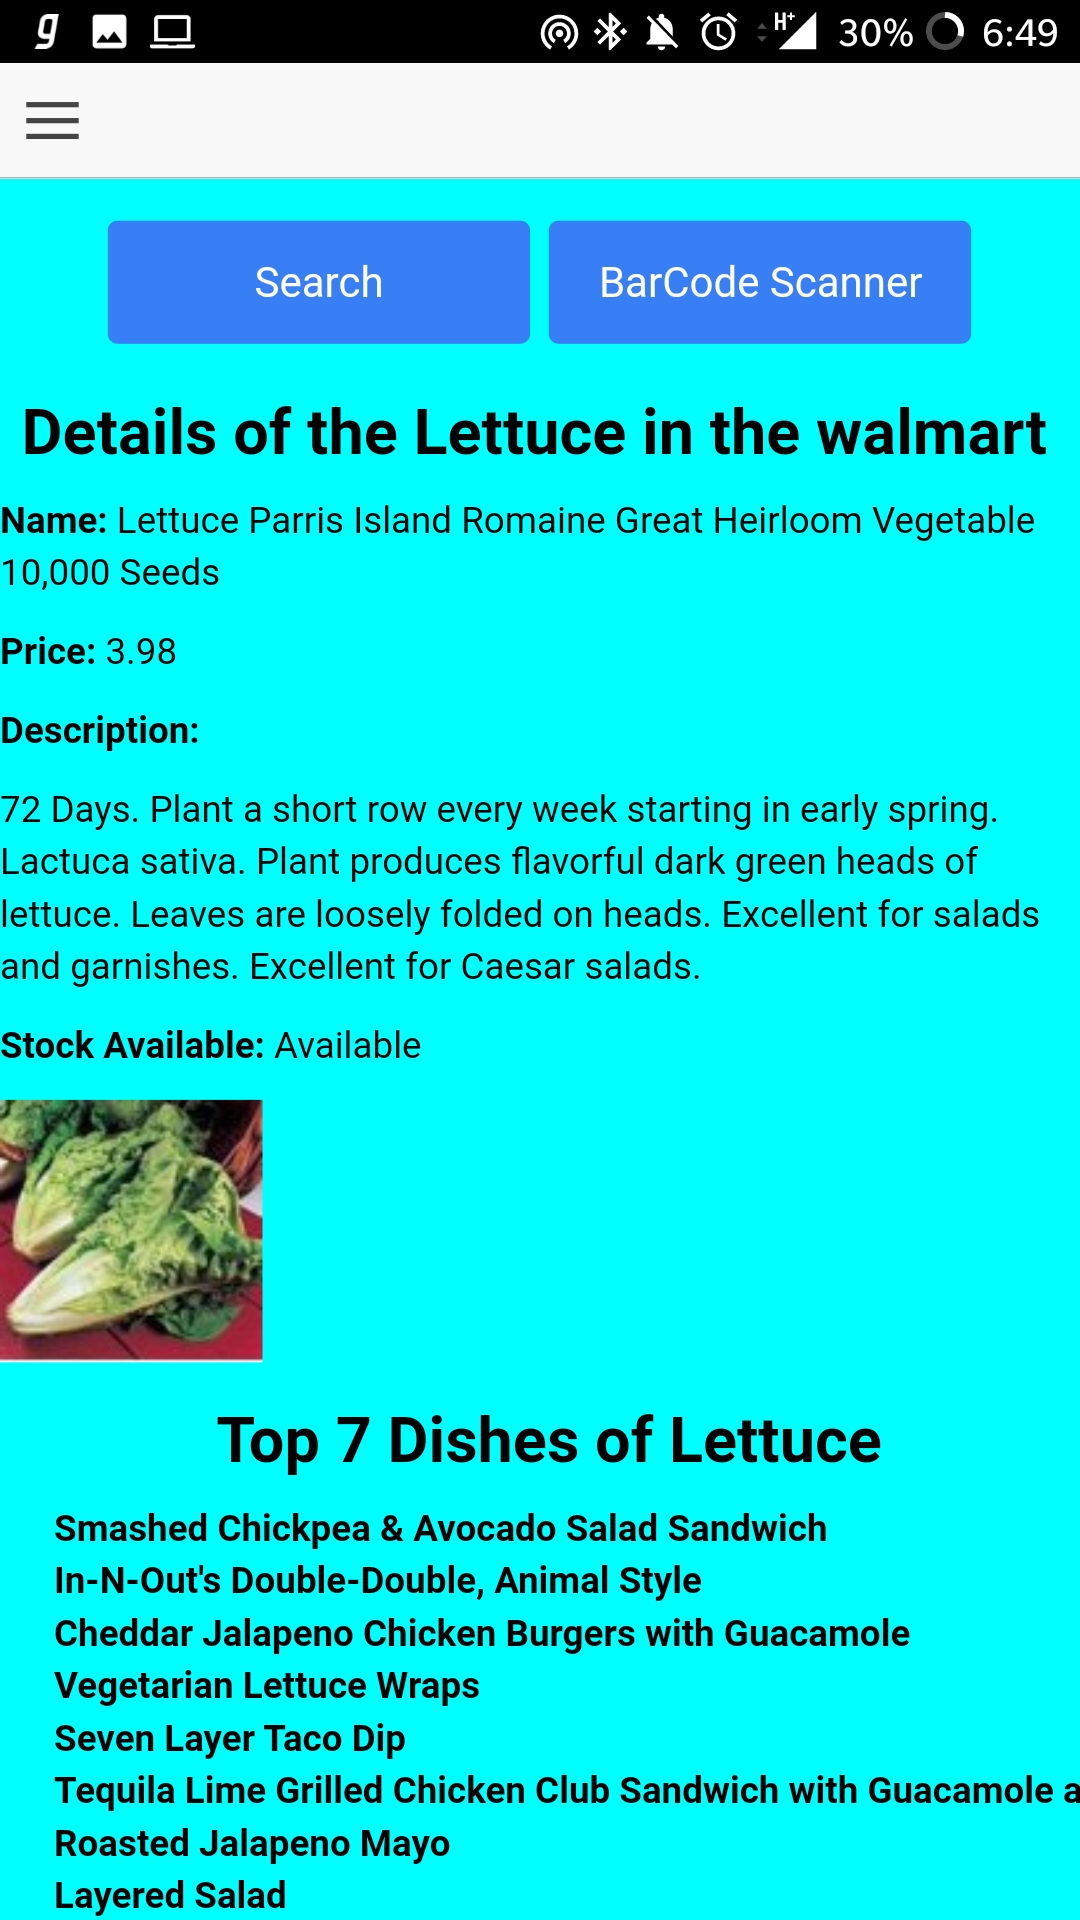 g H+ 30% 6:49
Search BarCode Scanner
Details of the Lettuce in the walmart
Name: Lettuce Parris Island Romaine Great Heirloom Vegetable
10,000 Seeds
Price: 3.98
Description:
72 Days. Plant a short row every week starting in early spring.
Lactuca sativa. Plant produces flavorful dark green heads of
lettuce. Leaves are loosely folded on heads. Excellent for salads
and garnishes. Excellent for Caesar salads.
Stock Available: Available
Top 7 Dishes of Lettuce
Smashed Chickpea & Avocado Salad Sandwich
In-N-Out's Double-Double, Animal Style
Cheddar Jalapeno Chicken Burgers with Guacamole
Vegetarian Lettuce Wraps
Seven Layer Taco Dip
Tequila Lime Grilled Chicken Club Sandwich with Guacamole a
Roasted Jalapeno Mayo
Layered Salad